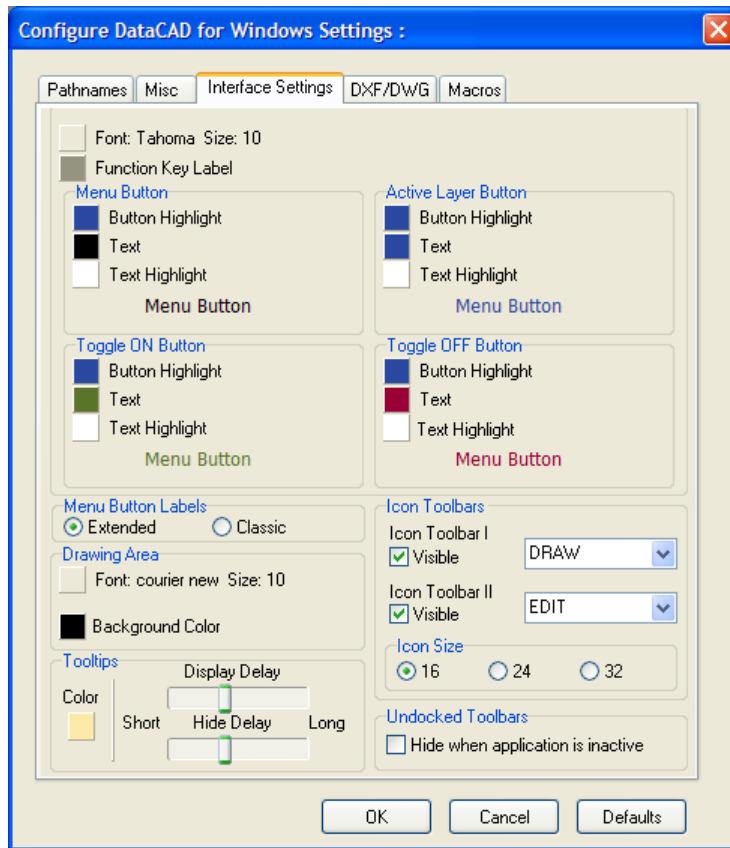 Configure DataCAD for Windows Settings :
Pathnames Misc Interface Settings DXF/DWG Macros
Font: Tahoma Size: 10
Function Key Label
Menu Button
Button Highlight
Text
Text Highlight
Menu Button
Active Layer Button
Button Highlight
Text
Text Highlight
Menu Button
Toggle ON Button
Button Highlight
Text
Text Highlight
Menu Button
Toggle OFF Button
Button Highlight
Text
Text Highlight
Menu Button
Menu Button Labels
Extended Classic
Drawing Area
Font: courier new Size: 10
Background Color
Tooltips
Display Delay
Color
Short Hide Delay Long
Icon Toolbars
Icon Toolbar I
Visible DRAW
Icon Toolbar II
Visible EDIT
Icon Size
16 24 32
Undocked Toolbars
Hide when application is inactive
OK Cancel Defaults